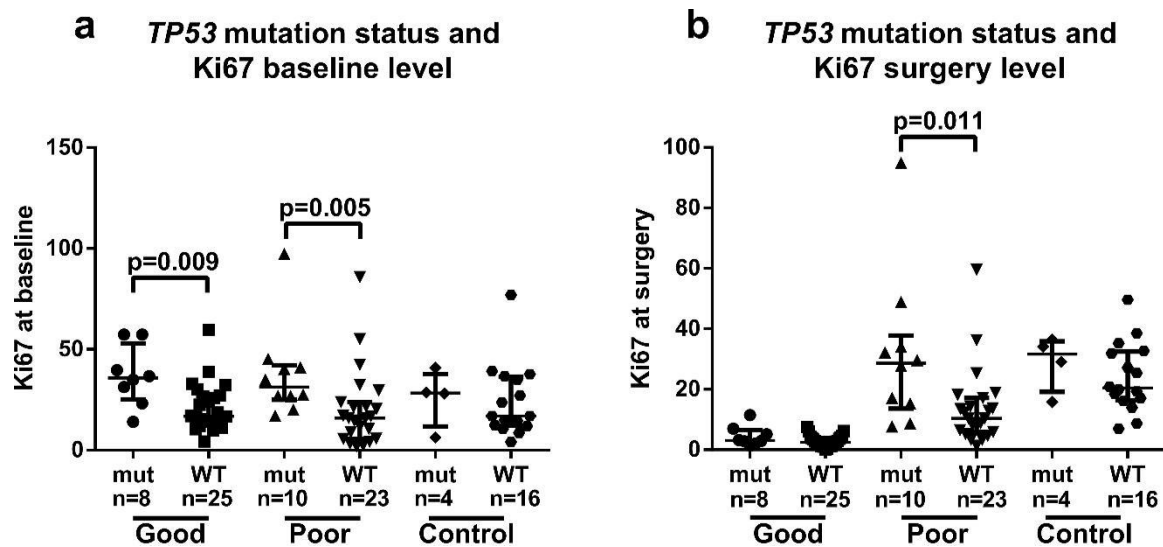 a
TP53 mutation status and
Ki67 baseline level
Ki67 at baseline
150
100
50
0
p=0.009
p=0.005
mut WT mut WT mut WT
n=8 n=25 n=10 n=23 n=4 n=16
Good Poor Control
b
TP53 mutation status and
Ki67 surgery level
Ki67 at surgery
100
80
60
40
20
0
p=0.011
mut WT mut WT mut WT
n=8 n=25 n=10 n=23 n=4 n=16
Good Poor Control